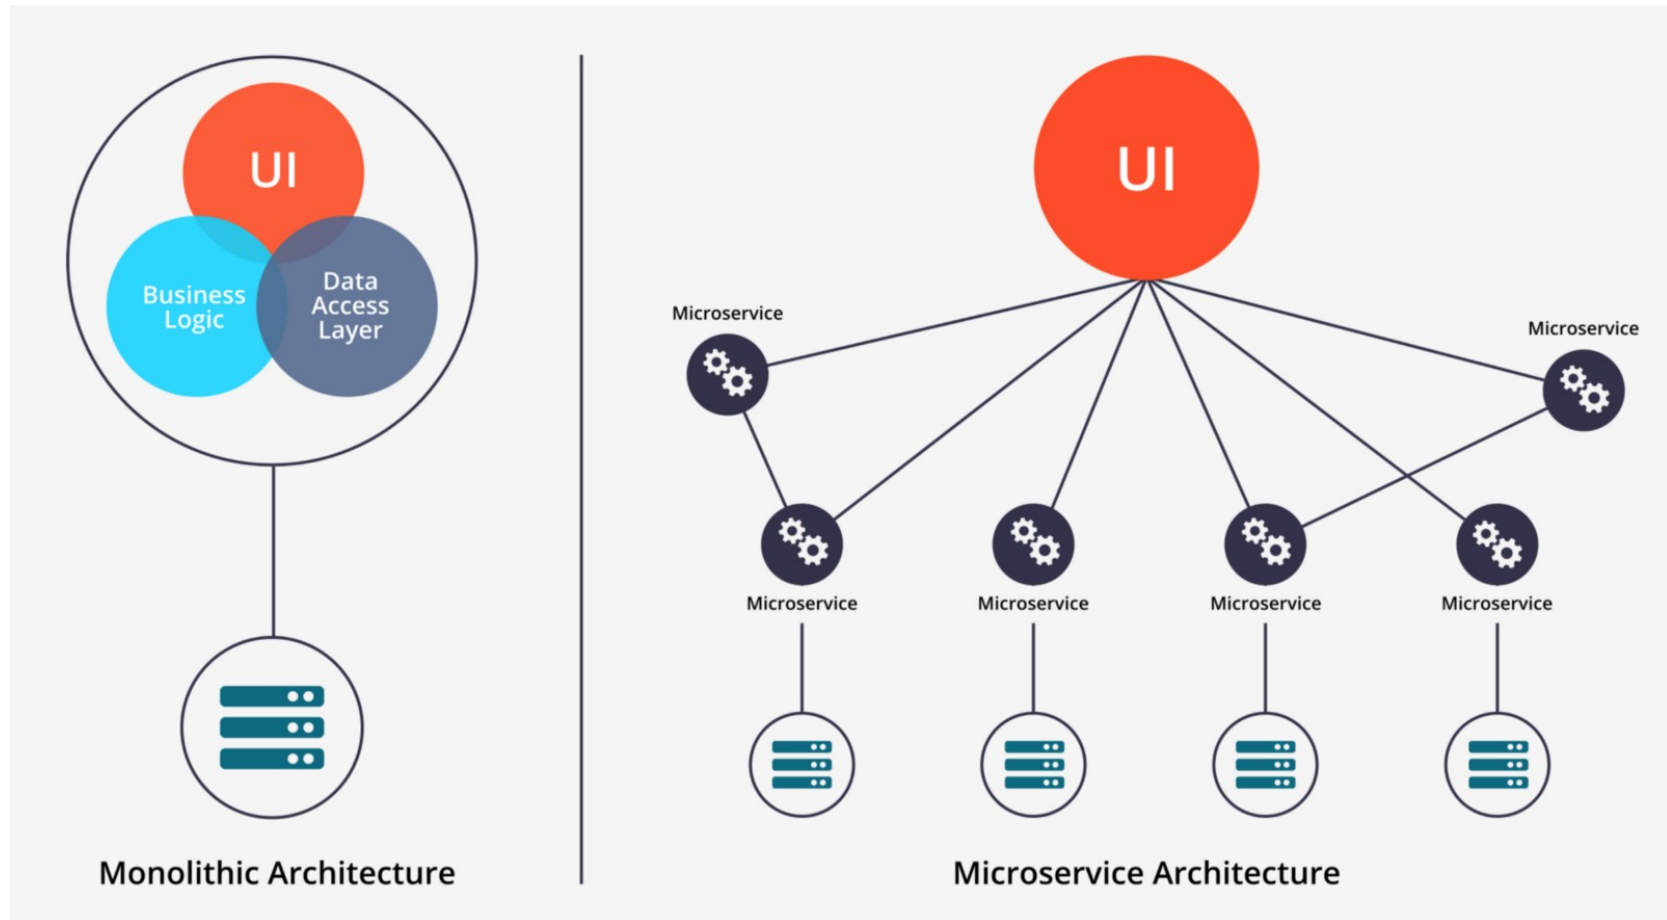 UI
Business
Logic
Data
Access
Layer
Monolithic Architecture
UI
Microservice
Microservice
Microservice
Microservice
Microservice
Microservice
Microservice Architecture